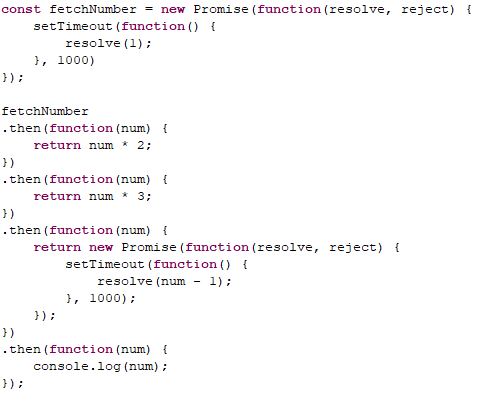 const fetchNumber = new Promise(function(resolve, reject) {
    setTimeout(function() {
        resolve(1);
    }, 1000)
});

fetchNumber
.then(function(num) {
    return num * 2;
})
.then(function(num) {
    return num * 3;
})
.then(function(num) {
    return new Promise(function(resolve, reject) {
        setTimeout(function() {
            resolve(num - 1);
        }, 1000);
    });
})
.then(function(num) {
    console.log(num);
});